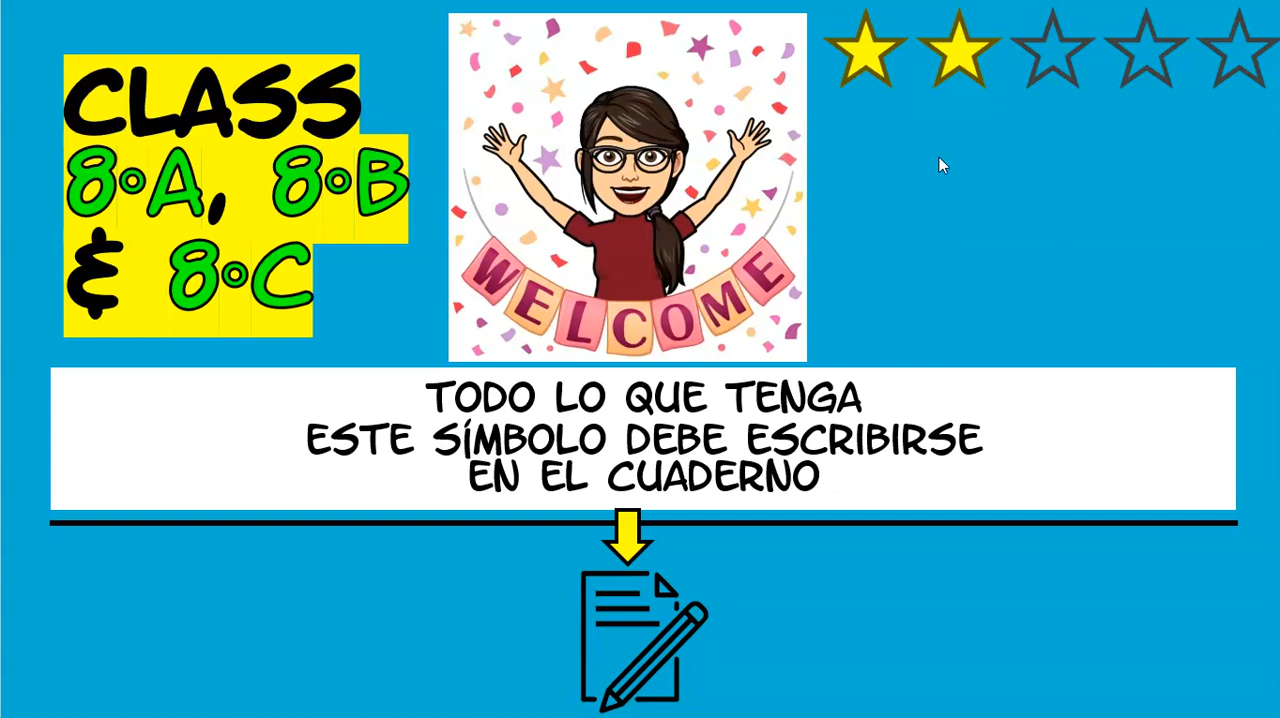 CLASS
8°A, 8°B
& 8°C
WELCOME
TODO LO QUE TENGA
ESTE SÍMBOLO DEBE ESCRIBIRSE
EN EL CUADERNO